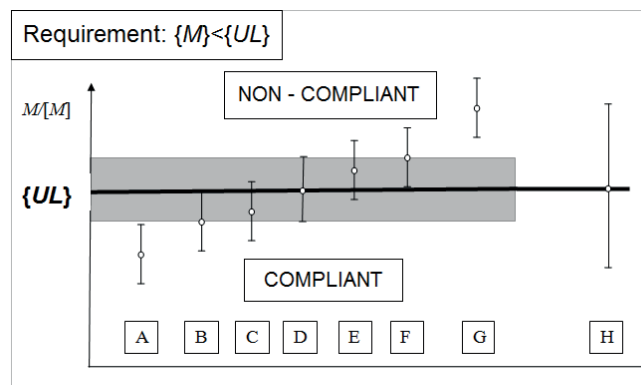 Requirement: {M}<{UL}
NON - COMPLIANT
M/[M]
{UL}
COMPLIANT
A B C D E F G H